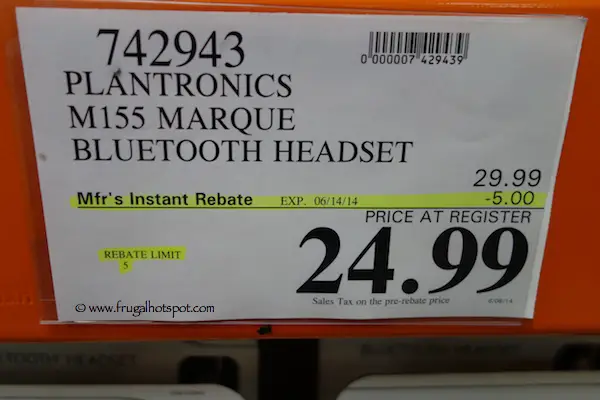 742943
0 000007 429439
PLANTRONICS
M155 MARQUE
BLUETOOTH HEADSET
29.99
Mfr's Instant Rebate EXP. 06/14/14 -5.00
PRICE AT REGISTER
24.99
REBATE LIMIT
5
Sales Tax on the pre-rebate price
© www.frugalhotspot.com
BLUETOOTH HEADSET